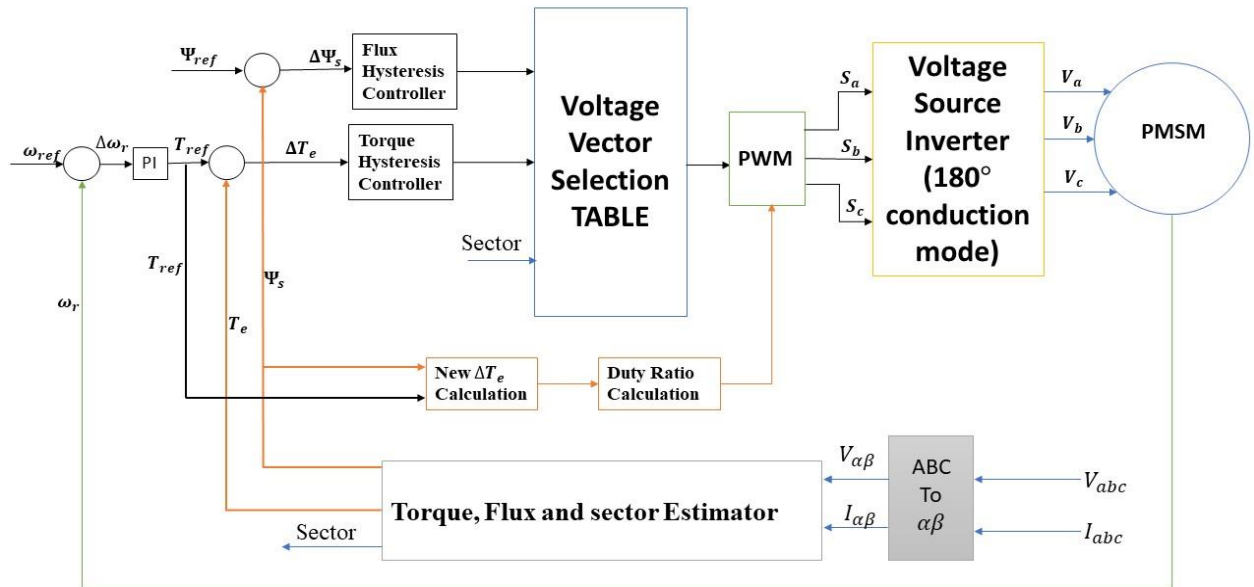 Ψref
ΔΨs
Flux
Hysteresis
Controller
ωref
Δωr
PI
Tref
ΔTe
Torque
Hysteresis
Controller
Voltage
Vector
Selection
TABLE
PWM
Sa
Sb
Sc
Voltage
Source
Inverter
(180°
conduction
mode)
Va
Vb
Vc
PMSM
Sector
Tref
Ψs
ωr
Te
New ΔTe
Calculation
Duty Ratio
Calculation
Torque, Flux and sector Estimator
Sector
Vαβ
Iαβ
ABC
To
αβ
Vabc
Iabc